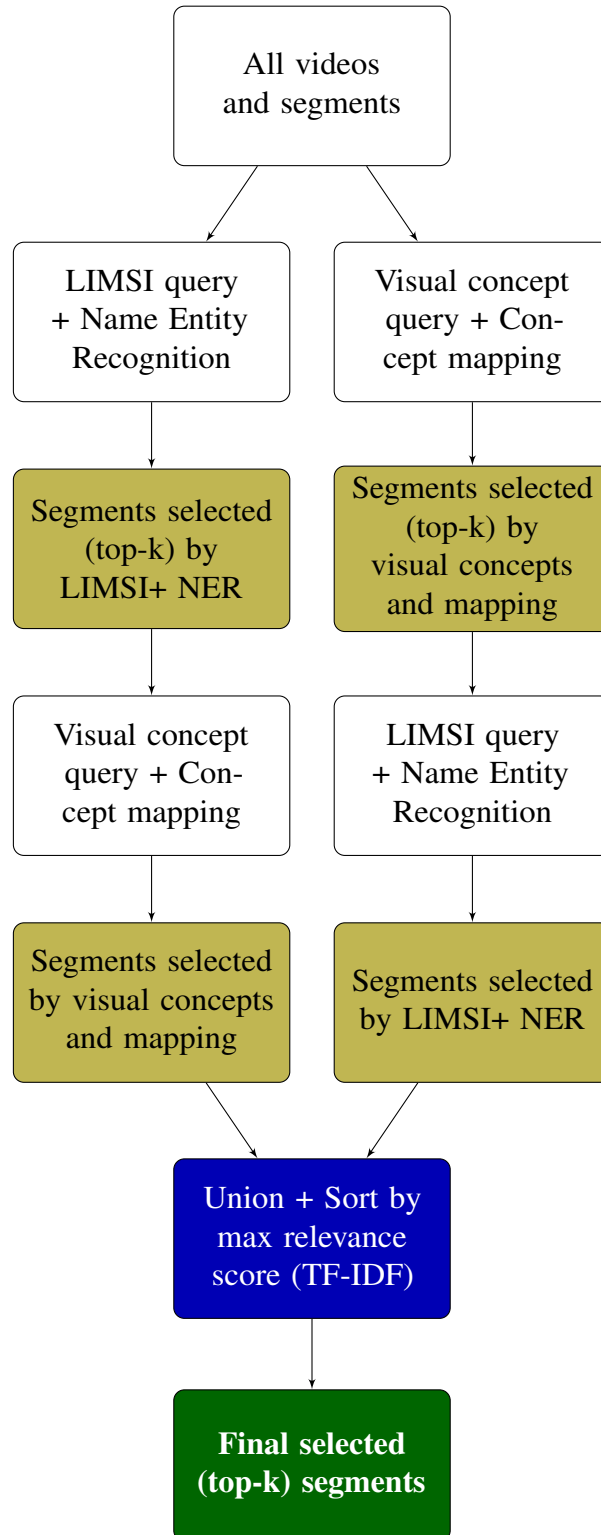 All videos
and segments
LIMSI query
+ Name Entity
Recognition
Visual concept
query + Con-
cept mapping
Segments selected
(top-k) by
LIMSI+ NER
Segments selected
(top-k) by
visual concepts
and mapping
Visual concept
query + Con-
cept mapping
LIMSI query
+ Name Entity
Recognition
Segments selected
by visual concepts
and mapping
Segments selected
by LIMSI+ NER
Union + Sort by
max relevance
score (TF-IDF)
Final selected
(top-k) segments